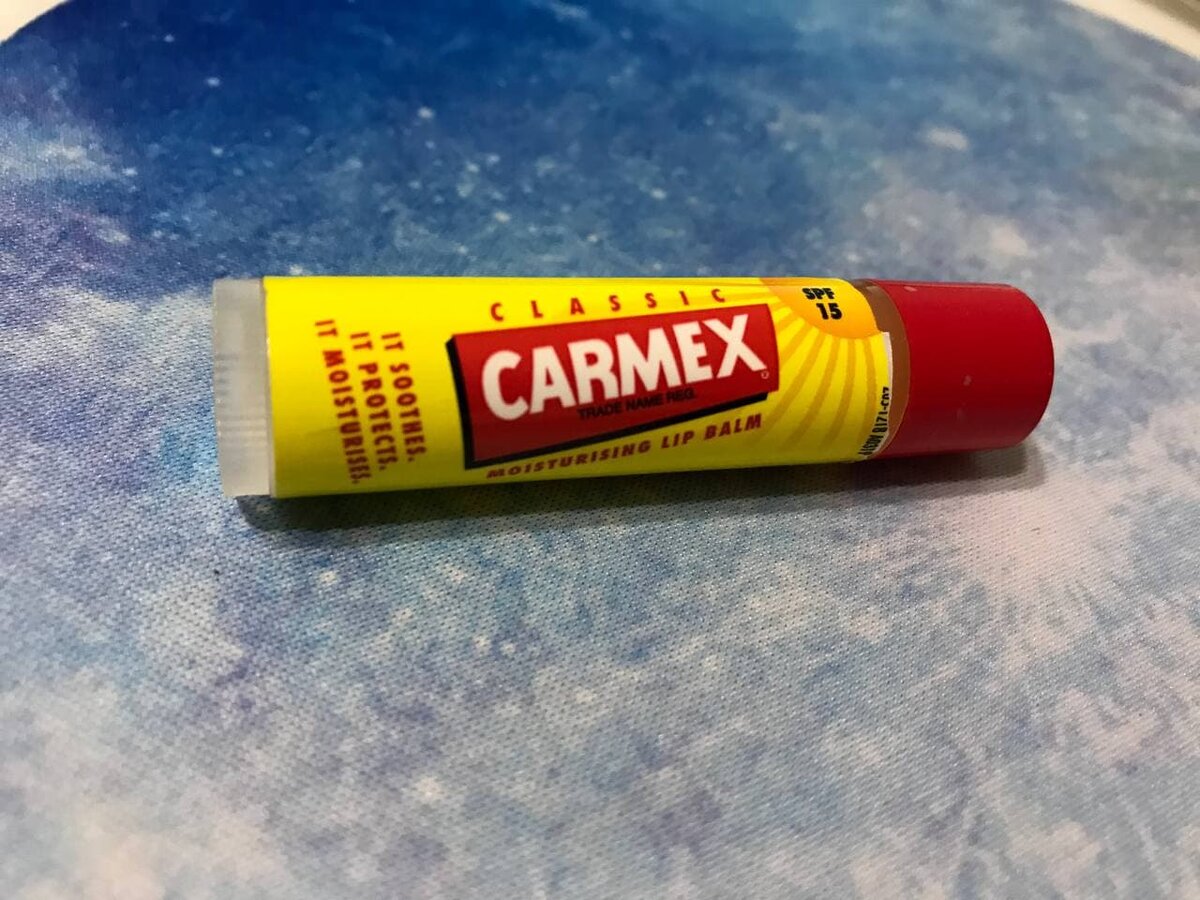 CLASSIC
CARMEX
TRADE NAME REG.
MOISTURISING LIP BALM
SPF
15
IT SOOTHES.
IT PROTECTS.
IT MOISTURISES.